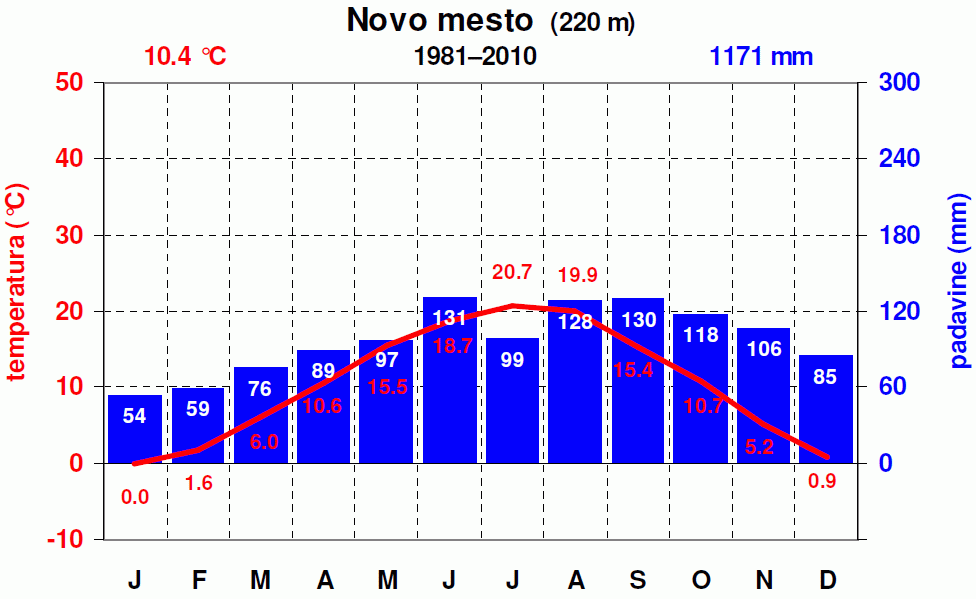 Novo mesto (220 m)
10.4 °C 1981–2010 1171 mm
temperatura (°C)
50
40
30
20
10
0
-10
padavine (mm)
300
240
180
120
60
0
54 59 76 89 97 131 99 128 130 118 106 85
0.0 1.6 6.0 10.6 15.5 18.7 20.7 19.9 15.4 10.7 5.2 0.9
J F M A M J J A S O N D